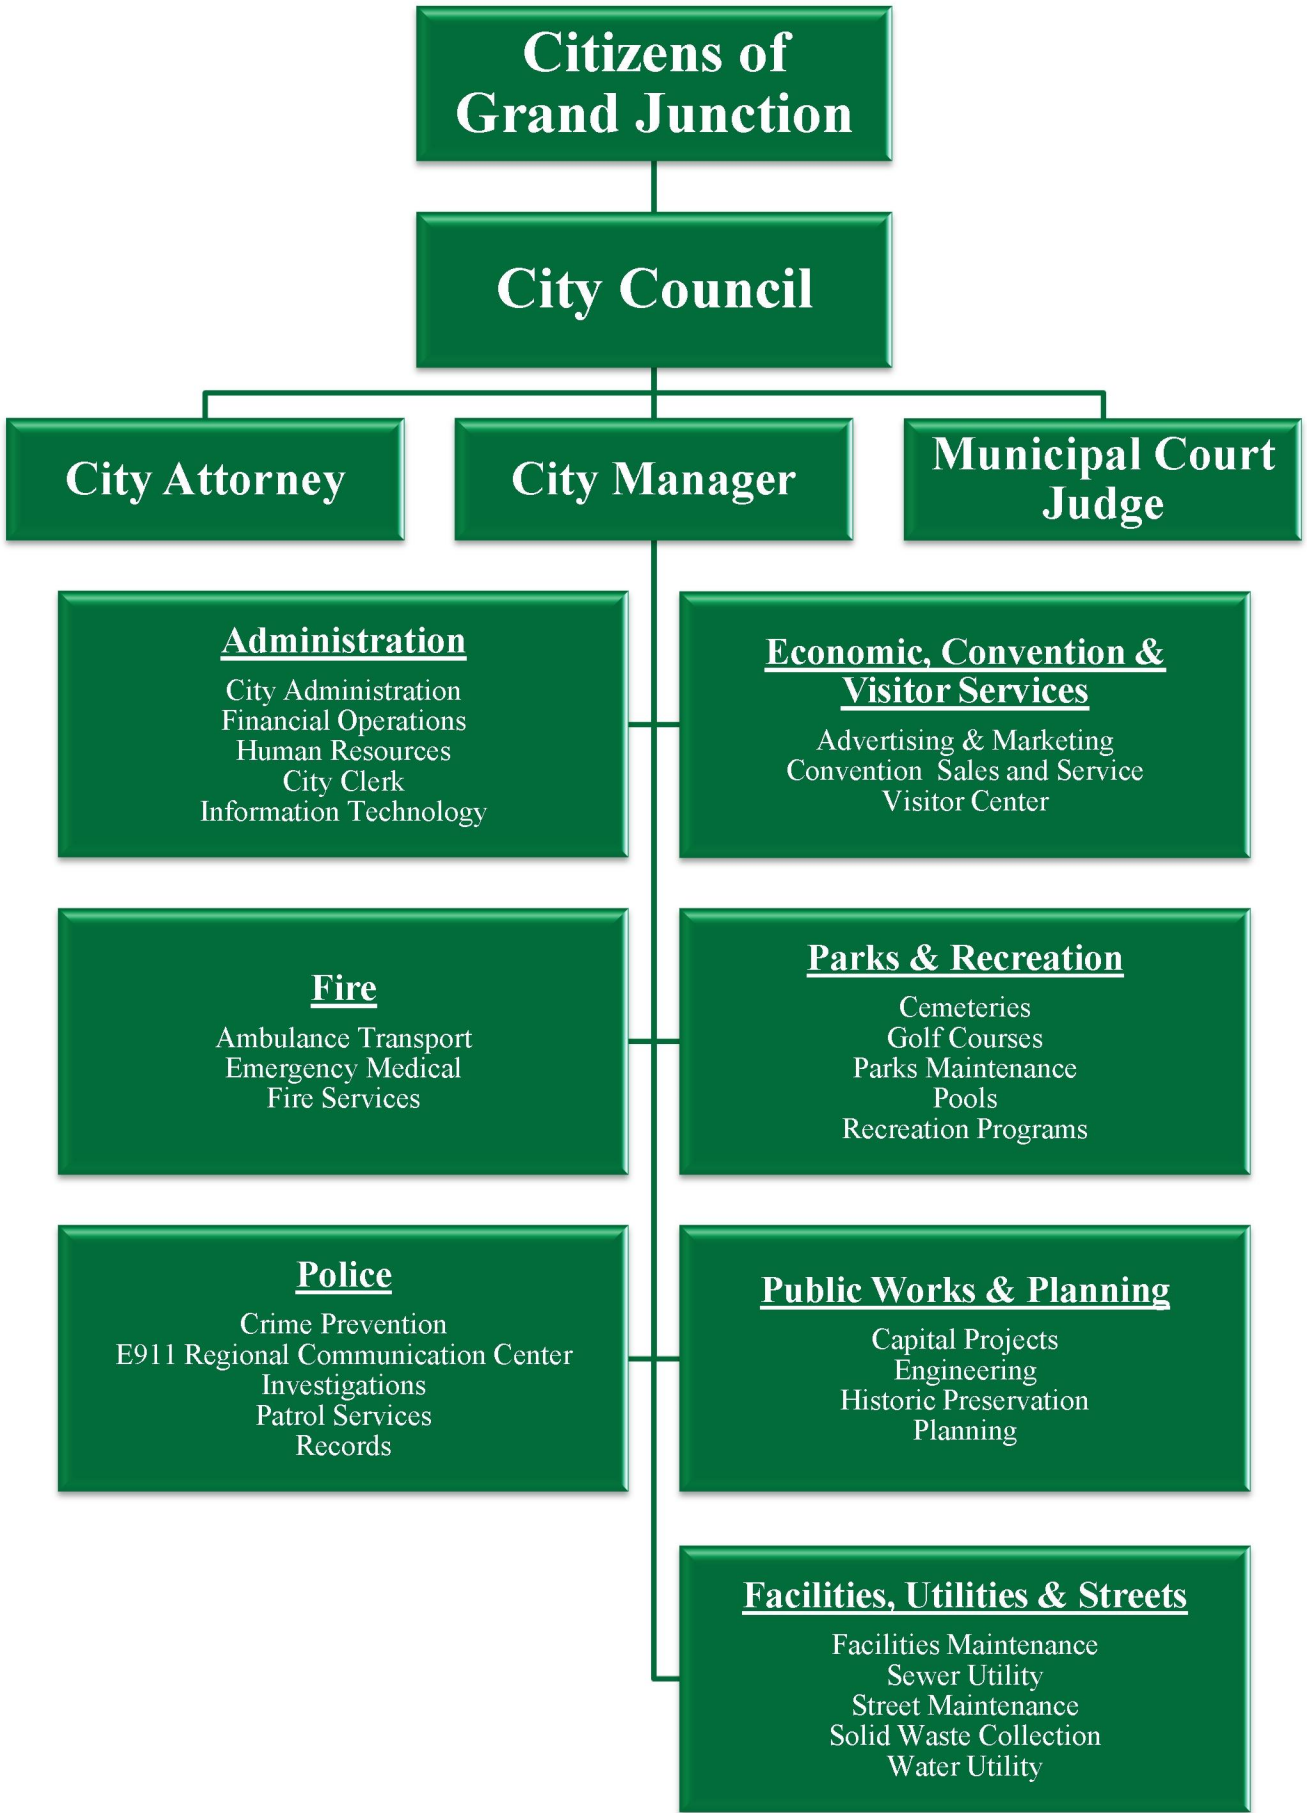 Citizens of
Grand Junction
City Council
City Attorney
City Manager
Municipal Court
Judge
Administration
City Administration
Financial Operations
Human Resources
City Clerk
Information Technology
Economic, Convention &
Visitor Services
Advertising & Marketing
Convention  Sales and Service
Visitor Center
Fire
Ambulance Transport
Emergency Medical
Fire Services
Parks & Recreation
Cemeteries
Golf Courses
Parks Maintenance
Pools
Recreation Programs
Police
Crime Prevention
E911 Regional Communication Center
Investigations
Patrol Services
Records
Public Works & Planning
Capital Projects
Engineering
Historic Preservation
Planning
Facilities, Utilities & Streets
Facilities Maintenance
Sewer Utility
Street Maintenance
Solid Waste Collection
Water Utility